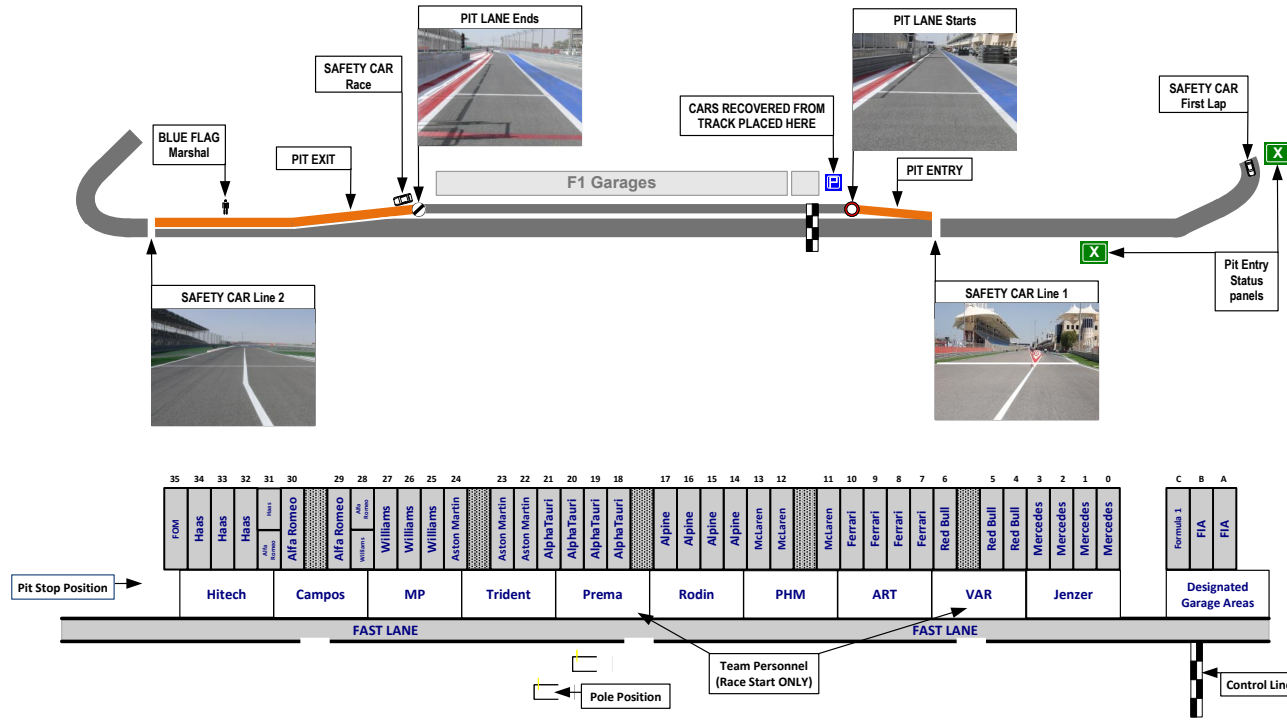 PIT LANE Ends
PIT LANE Starts
SAFETY CAR
Race
SAFETY CAR
First Lap
CARS RECOVERED FROM
TRACK PLACED HERE
BLUE FLAG
Marshal
PIT EXIT
PIT ENTRY
F1 Garages
P
X
X
Pit Entry
Status
panels
SAFETY CAR Line 2
SAFETY CAR Line 1
35 34 33 32 31 30 29 28 27 26 25 24 23 22 21 20 19 18 17 16 15 14 13 12 11 10 9 8 7 6 5 4 3 2 1 0 C B A
FOM
Haas
Haas
Haas
Haas
Alfa
Romeo
Alfa Romeo
Alfa Romeo
Alfa
Romeo
Williams
Williams
Williams
Williams
Aston Martin
Aston Martin
Aston Martin
AlphaTauri
AlphaTauri
AlphaTauri
AlphaTauri
Alpine
Alpine
Alpine
Alpine
McLaren
McLaren
McLaren
Ferrari
Ferrari
Ferrari
Ferrari
Red Bull
Red Bull
Red Bull
Mercedes
Mercedes
Mercedes
Mercedes
Formula 1
FIA
FIA
Pit Stop Position
Hitech Campos MP Trident Prema Rodin PHM ART VAR Jenzer
Designated
Garage Areas
FAST LANE FAST LANE
Team Personnel
(Race Start ONLY)
Pole Position
Control Line